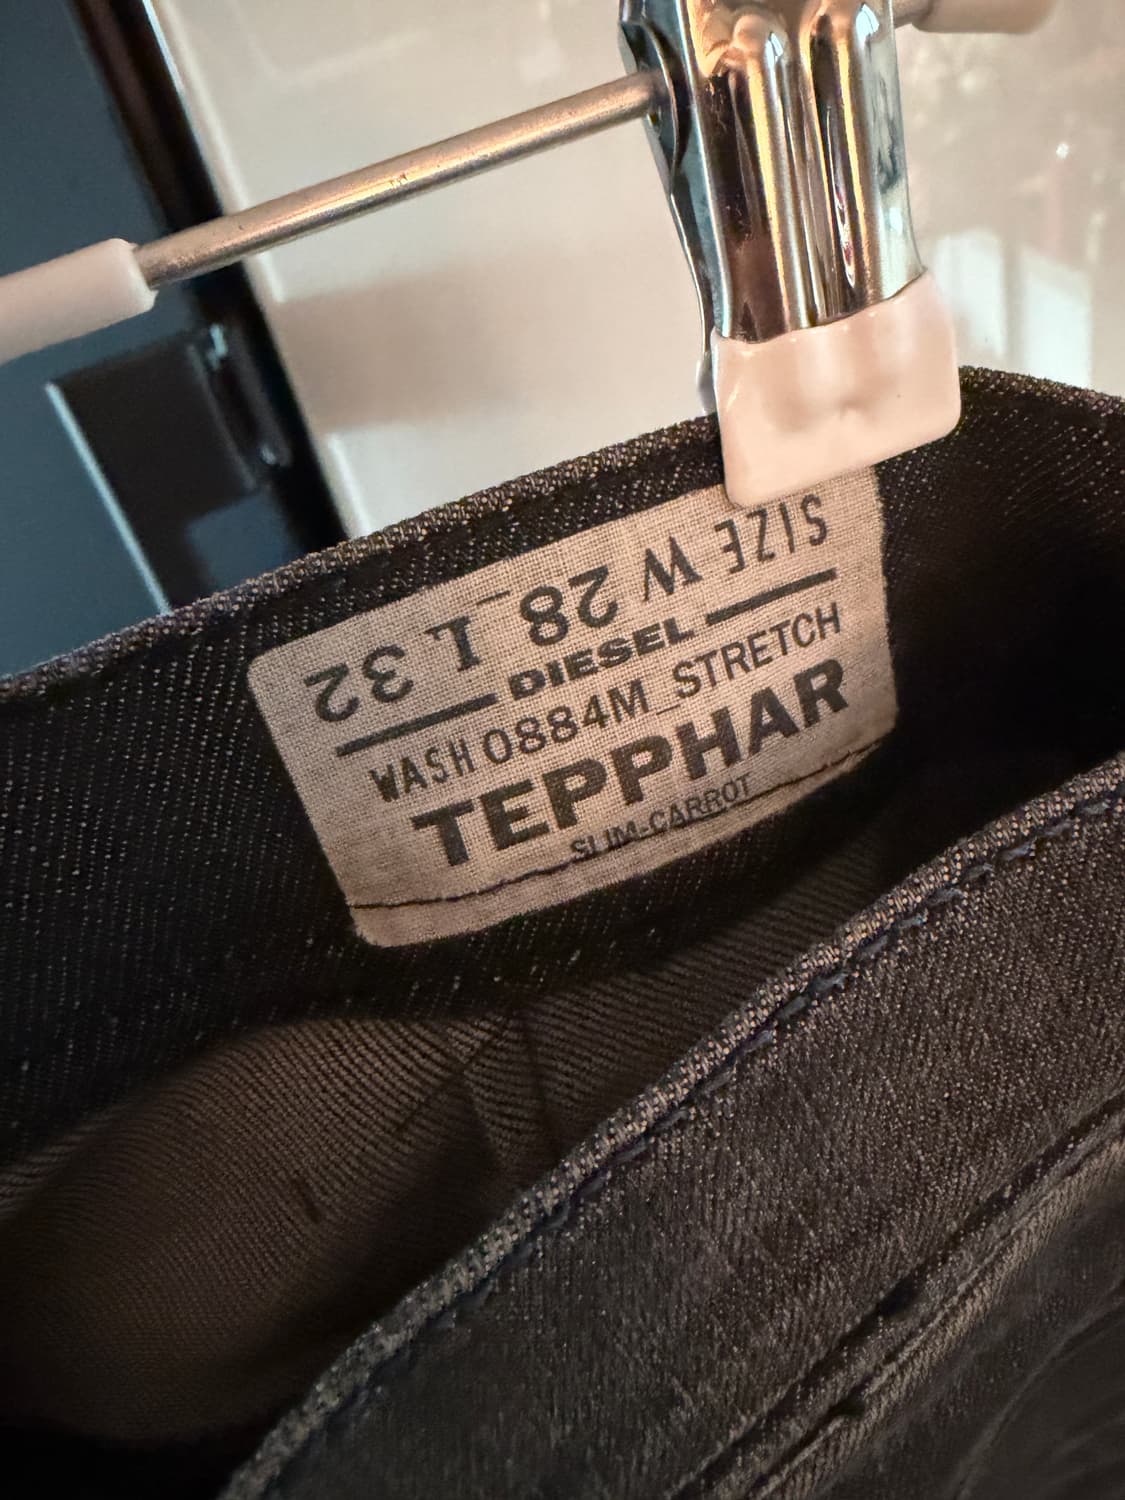 SIZE W 28 L 32
DIESEL
WASH 0884M_STRETCH
TEPPHAR
SLIM-CARROT